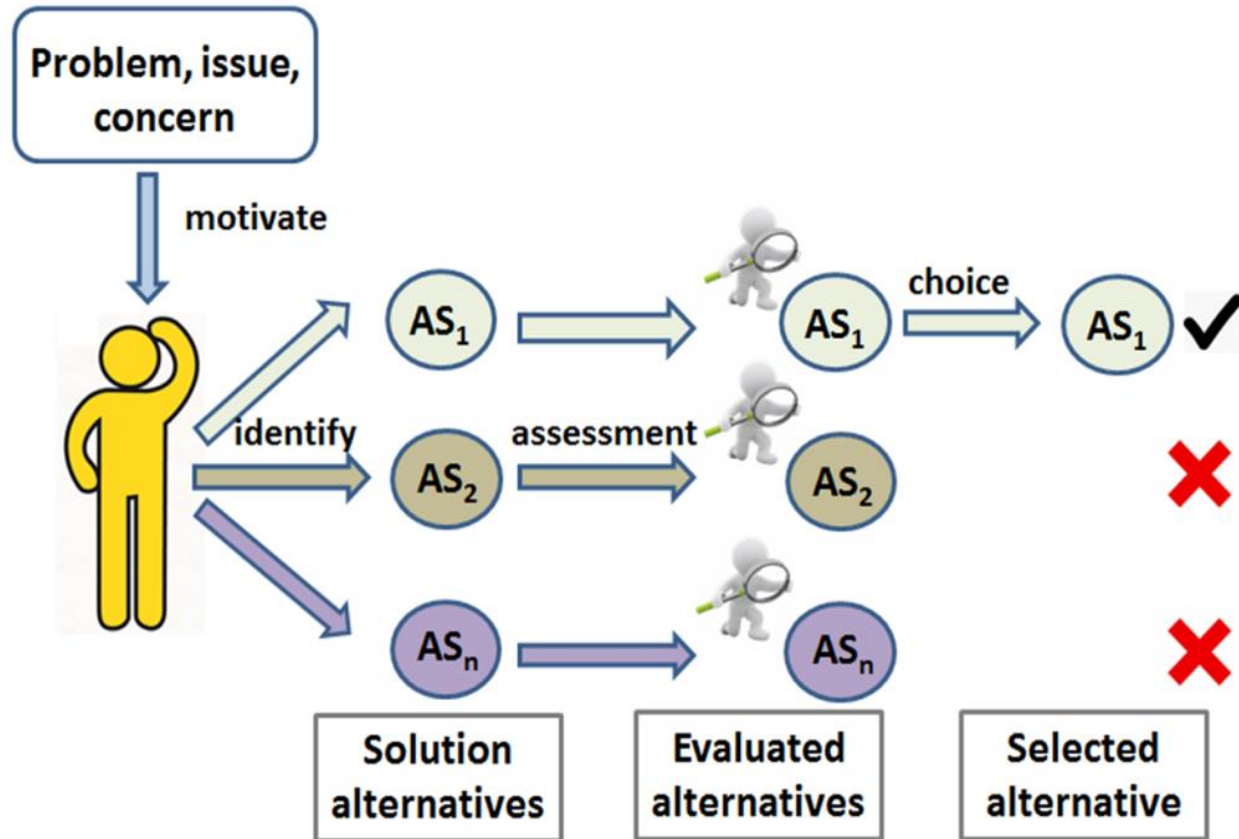 Problem, issue,
concern
motivate
AS₁
AS₁
choice
AS₁
identify
AS₂
assessment
AS₂
ASₙ
ASₙ
Solution
alternatives
Evaluated
alternatives
Selected
alternative